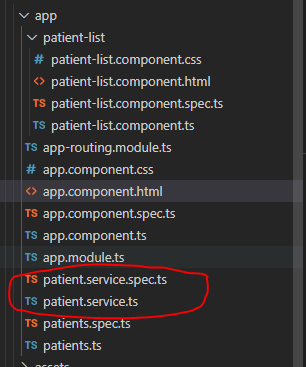 app
patient-list
# patient-list.component.css
<> patient-list.component.html
TS patient-list.component.spec.ts
TS patient-list.component.ts
TS app-routing.module.ts
# app.component.css
<> app.component.html
TS app.component.spec.ts
TS app.component.ts
TS app.module.ts
TS patient.service.spec.ts
TS patient.service.ts
TS patients.spec.ts
TS patients.ts
assets